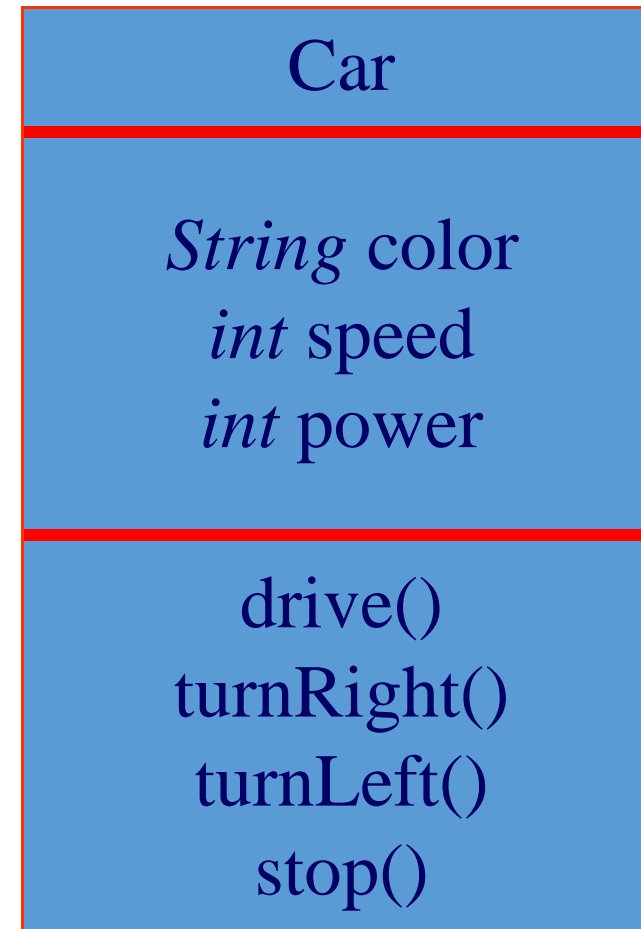 Car
String color
int speed
int power
drive()
turnRight()
turnLeft()
stop()